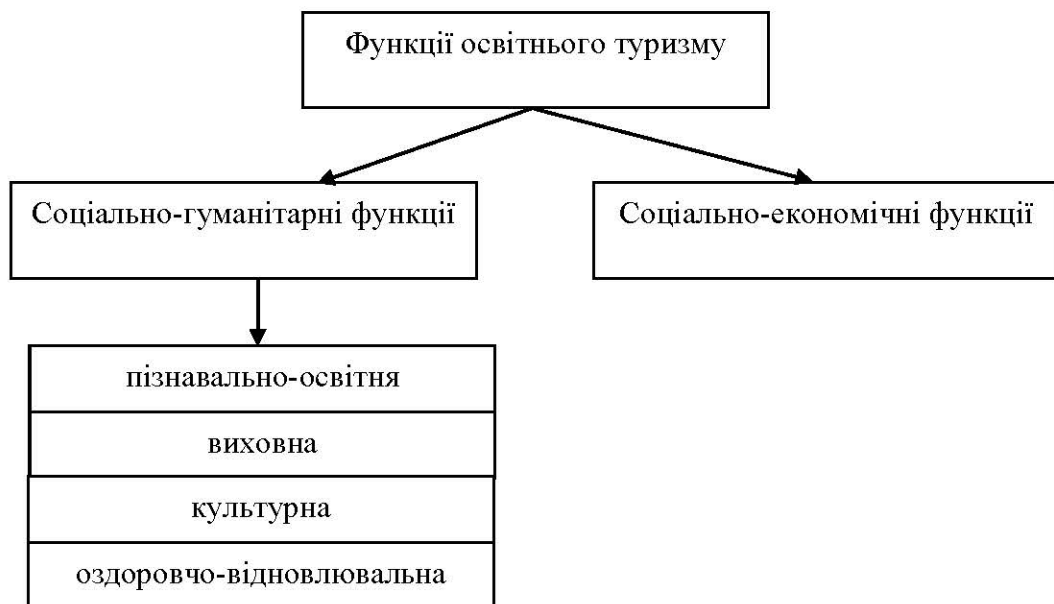 Функції освітнього туризму
Соціально-гуманітарні функції
Соціально-економічні функції
пізнавально-освітня
виховна
культурна
оздоровчо-відновлювальна